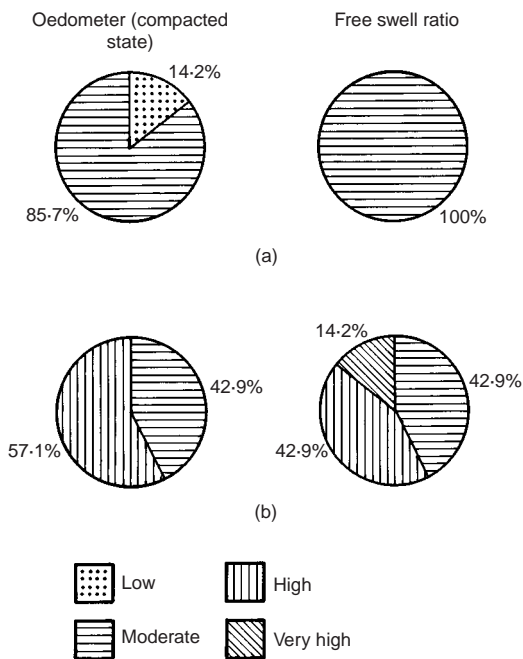 Oedometer (compacted
state)
Free swell ratio
14·2%
85·7%
100%
(a)
14·2%
42·9%
42·9%
57·1%
42·9%
(b)
Low
High
Moderate
Very high